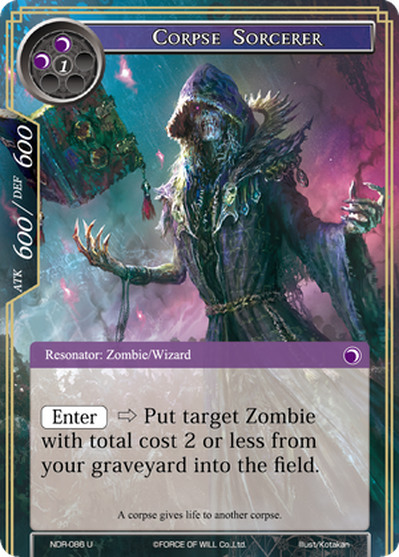 CORPSE SORCERER
1
ATK 600 / DEF 600
Resonator: Zombie/Wizard
Enter ⇨ Put target Zombie
with total cost 2 or less from
your graveyard into the field.
A corpse gives life to another corpse.
NDR-086 U ©FORCE OF WILL Co.,Ltd. Illust/Kotakan